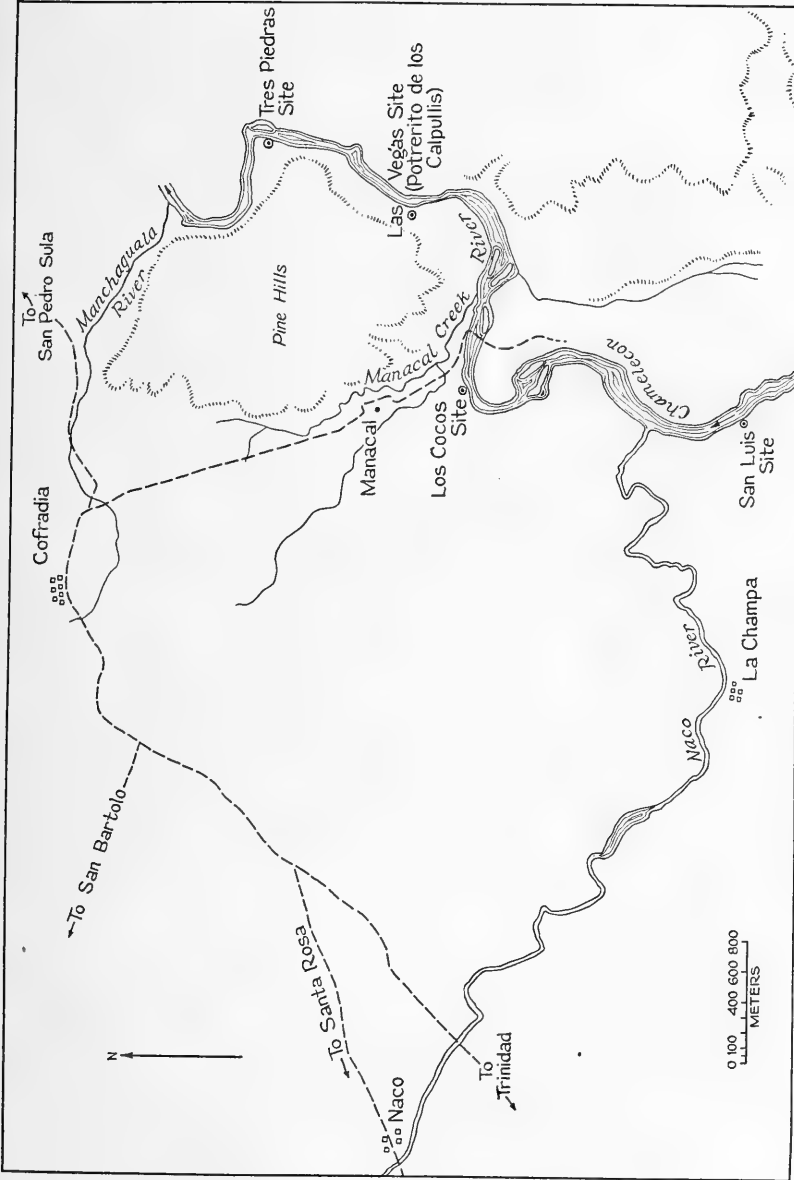 To
San Pedro Sula
Manchaguala
River
Tres Piedras
Site
Cofradia
Pine Hills
Las Vegas Site
(Potrerito de los
Calpullis)
Manacal Creek
River
Manacal
Los Cocos
Site
Chamelecon
San Luis
Site
To San Bartolo
Naco
River
La Champa
To Santa Rosa
N
To
Trinidad
Naco
0 100 400 600 800
METERS